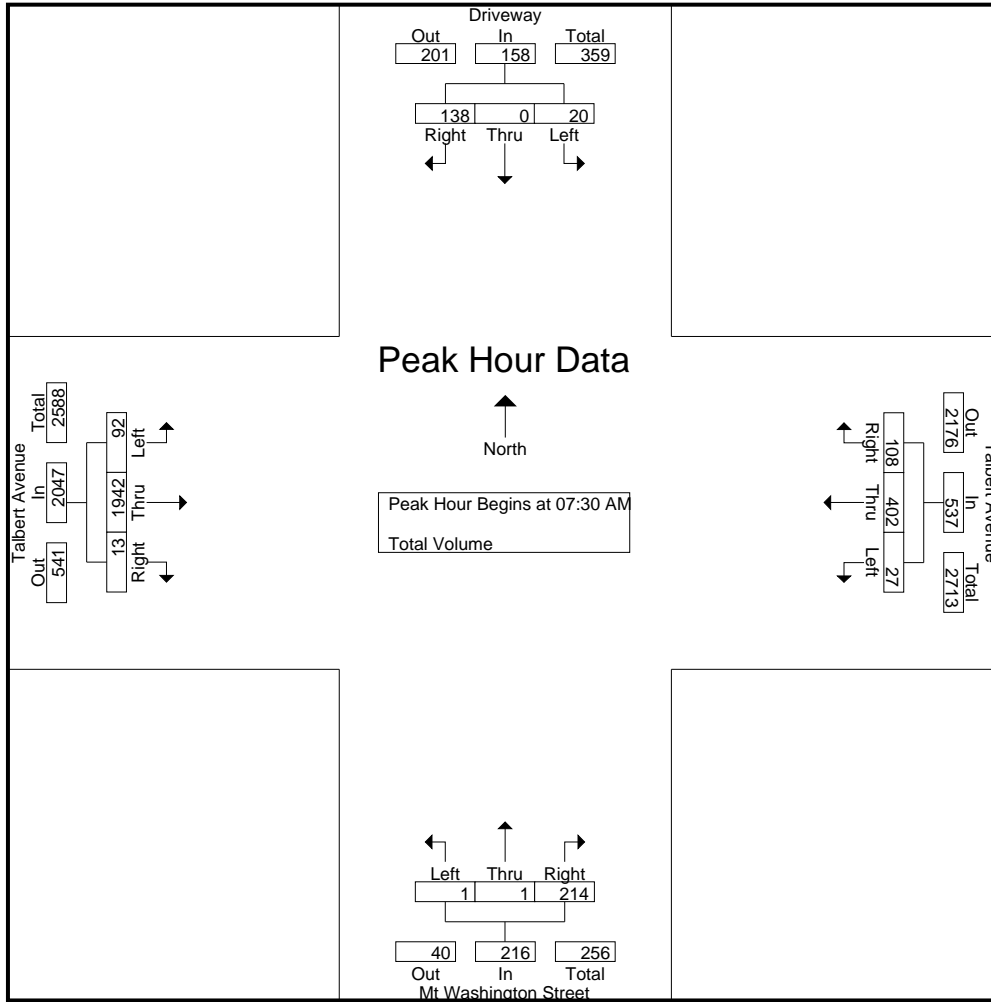 Driveway
Out In Total
201 158 359
138 0 20
Right Thru Left
Peak Hour Data
North
Peak Hour Begins at 07:30 AM
Total Volume
Talbert Avenue
Out In Total
541 2047 2588
Left Thru Right
92 1942 13
Talbert Avenue
Out In Total
2176 537 2713
Right Thru Left
108 402 27
Left Thru Right
1 1 214
40 216 256
Out In Total
Mt Washington Street